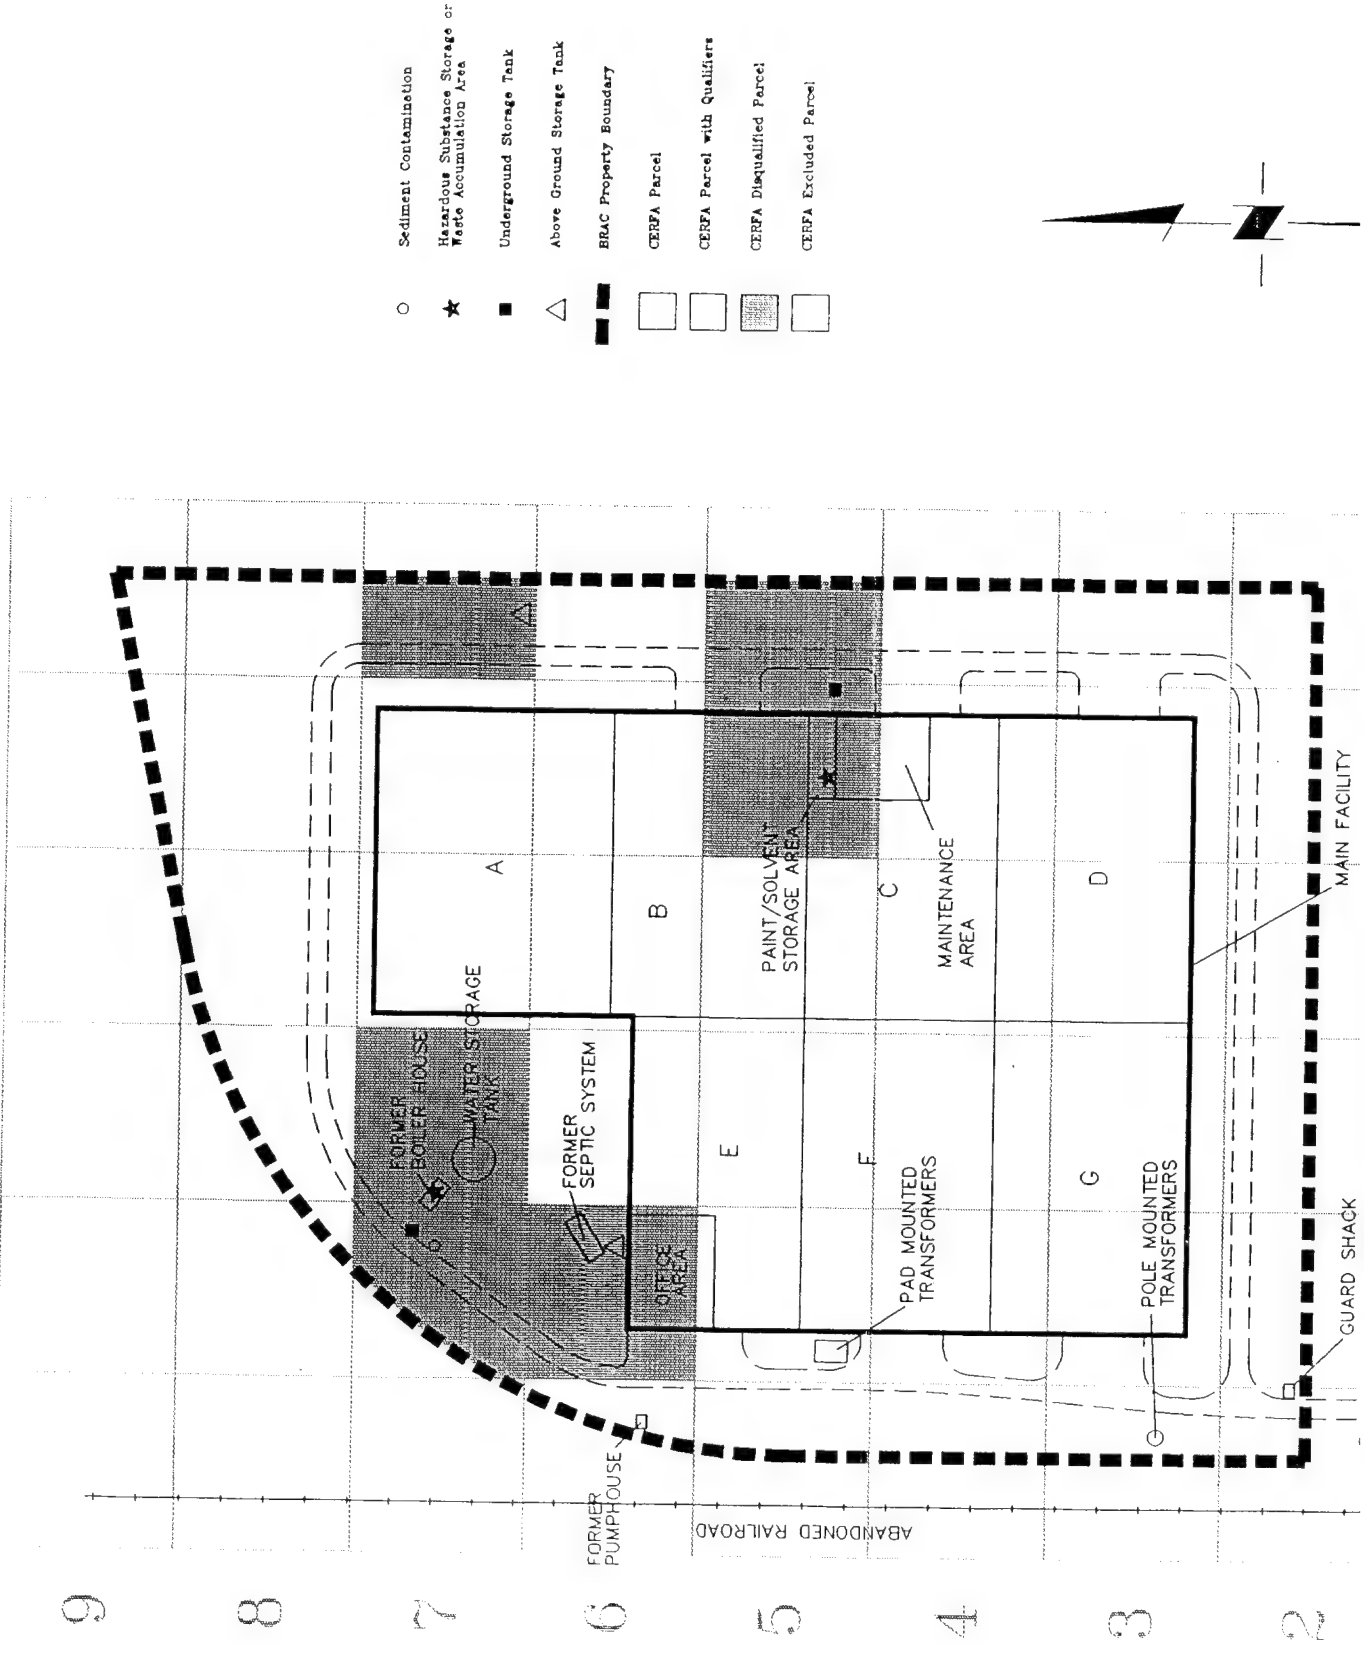 Sediment Contamination
Hazardous Substance Storage or
Waste Accumulation Area
Underground Storage Tank
Above Ground Storage Tank
BRAC Property Boundary
CERFA Parcel
CERFA Parcel with Qualifiers
CERFA Disqualified Parcel
CERFA Excluded Parcel
FORMER
BOILER HOUSE
WATER STORAGE
TANK
FORMER
SEPTIC SYSTEM
OFFICE
AREA
A
B
PAINT/SOLVENT
STORAGE AREA
C
MAINTENANCE
AREA
D
E
F
G
PAD MOUNTED
TRANSFORMERS
POLE MOUNTED
TRANSFORMERS
MAIN FACILITY
GUARD SHACK
FORMER
PUMPHOUSE
ABANDONED RAILROAD
9
8
7
6
5
4
3
2